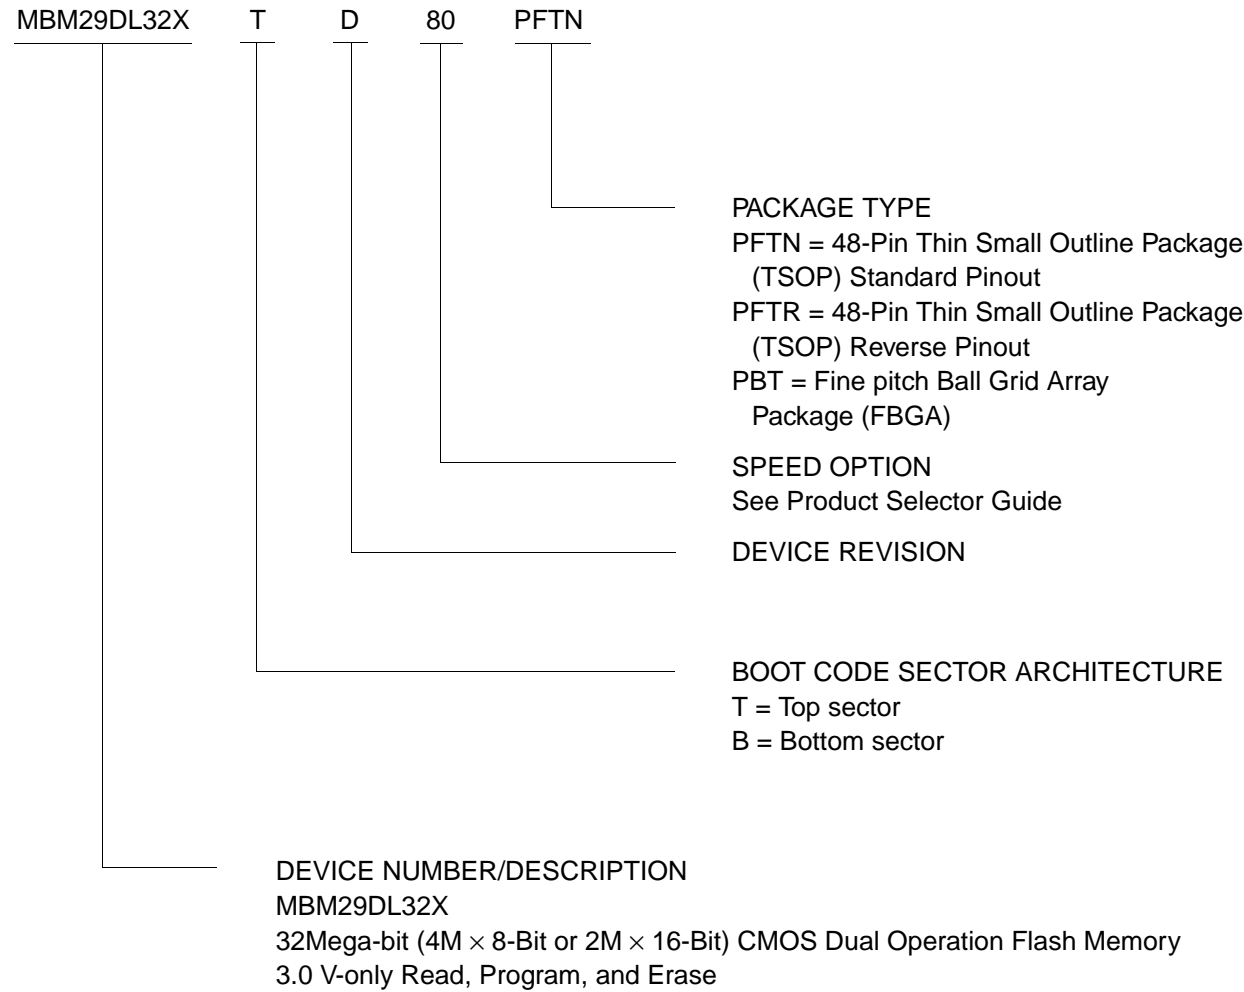 MBM29DL32X T D 80 PFTN
PACKAGE TYPE
PFTN = 48-Pin Thin Small Outline Package
(TSOP) Standard Pinout
PFTR = 48-Pin Thin Small Outline Package
(TSOP) Reverse Pinout
PBT = Fine pitch Ball Grid Array
Package (FBGA)
SPEED OPTION
See Product Selector Guide
DEVICE REVISION
BOOT CODE SECTOR ARCHITECTURE
T = Top sector
B = Bottom sector
DEVICE NUMBER/DESCRIPTION
MBM29DL32X
32Mega-bit (4M × 8-Bit or 2M × 16-Bit) CMOS Dual Operation Flash Memory
3.0 V-only Read, Program, and Erase